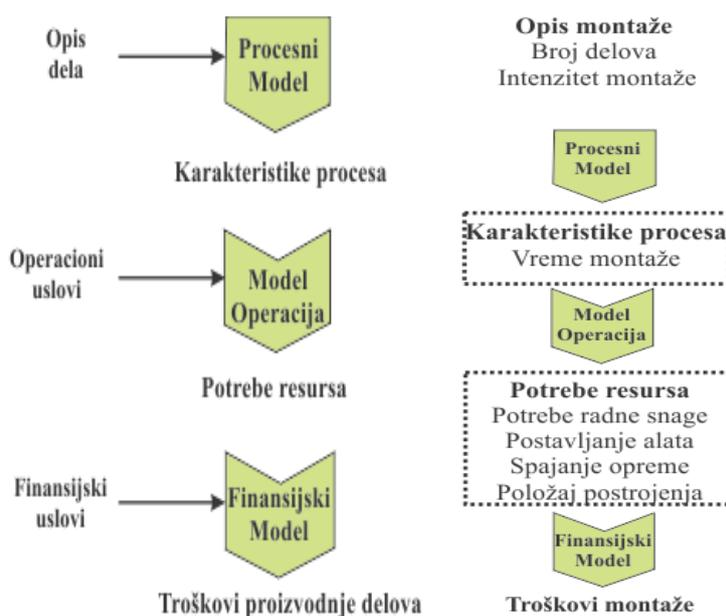 Opis
dela
Procesni
Model
Karakteristike procesa
Operacioni
uslovi
Model
Operacija
Potrebe resursa
Finansijski
uslovi
Finansijski
Model
Troškovi proizvodnje delova
Opis montaže
Broj delova
Intenzitet montaže
Procesni
Model
Karakteristike procesa
Vreme montaže
Model
Operacija
Potrebe resursa
Potrebe radne snage
Postavljanje alata
Spajanje opreme
Položaj postrojenja
Finansijski
Model
Troškovi montaže